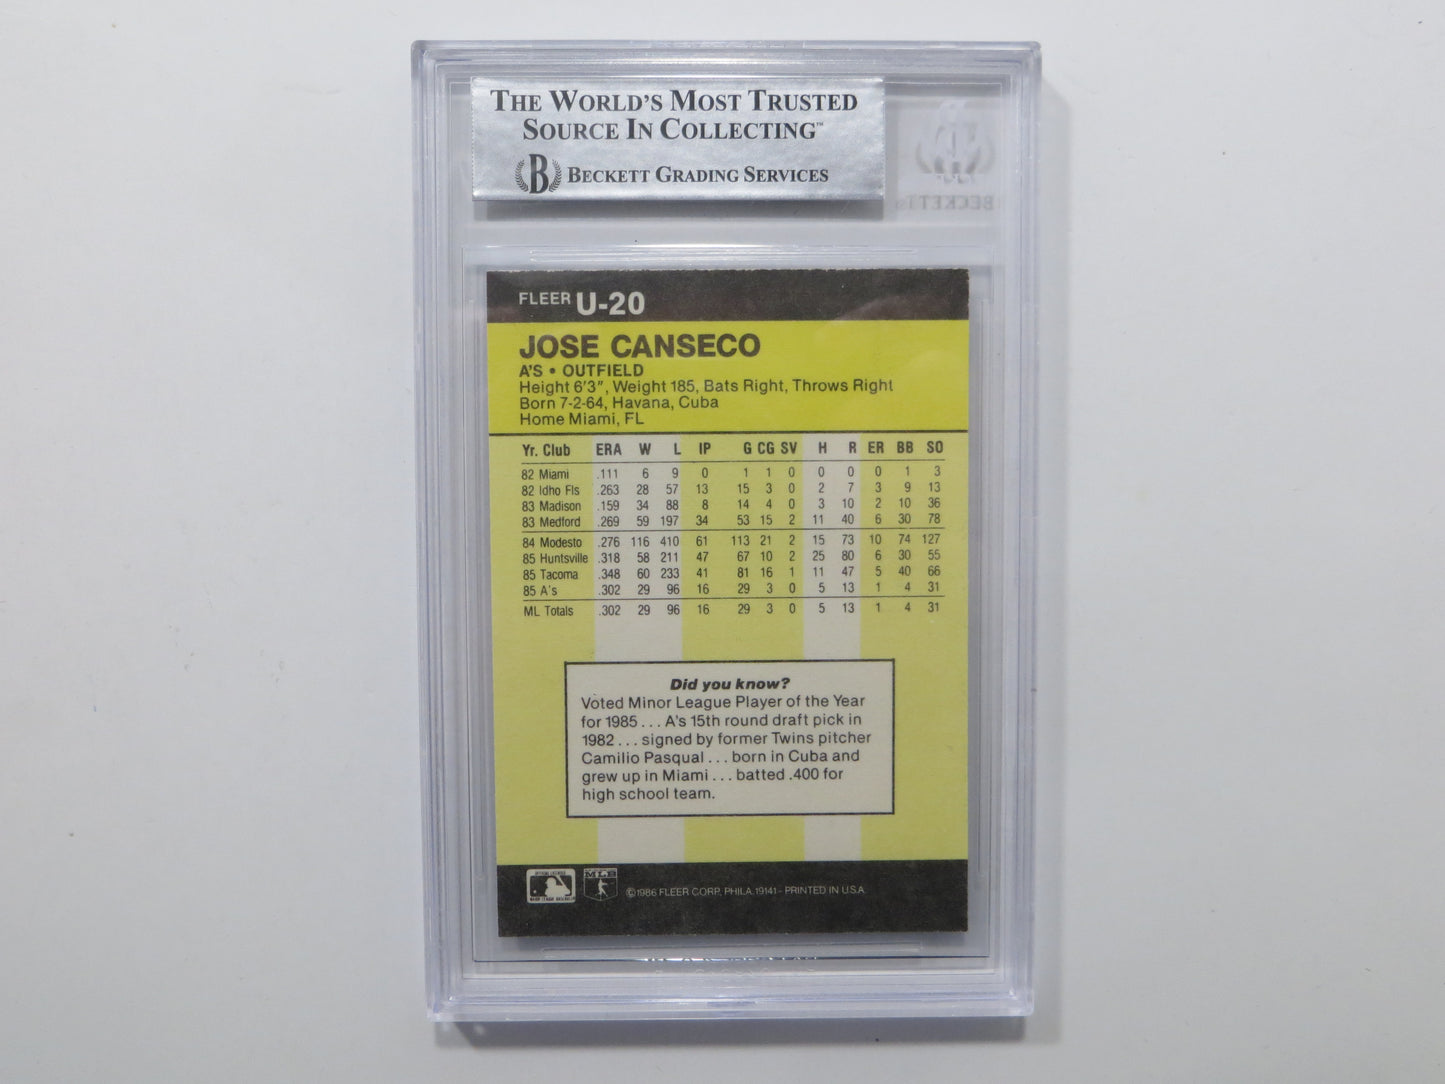 THE WORLD'S MOST TRUSTED
SOURCE IN COLLECTING™
B BECKETT GRADING SERVICES
BECKETT
FLEER U-20
JOSE CANSECO
A'S • OUTFIELD
Height 6'3", Weight 185, Bats Right, Throws Right
Born 7-2-64, Havana, Cuba
Home Miami, FL
Yr. Club ERA W L IP G CG SV H R ER BB SO
82 Miami .111 6 9 0 1 1 0 0 0 0 1 3
82 Idho Fls .263 28 57 13 15 3 0 2 7 3 9 13
83 Madison .159 34 88 8 14 4 0 3 10 2 10 36
83 Medford .269 59 197 34 53 15 2 11 40 6 30 78
84 Modesto .276 116 410 61 113 21 2 15 73 10 74 127
85 Huntsville .318 58 211 47 67 10 2 25 80 6 30 55
85 Tacoma .348 60 233 41 81 16 1 11 47 5 40 66
85 A's .302 29 96 16 29 3 0 5 13 1 4 31
ML Totals .302 29 96 16 29 3 0 5 13 1 4 31
Did you know?
Voted Minor League Player of the Year
for 1985 . . . A's 15th round draft pick in
1982 . . . signed by former Twins pitcher
Camilio Pasqual . . . born in Cuba and
grew up in Miami . . . batted .400 for
high school team.
MLB
©1986 FLEER CORP. PHILA. 19141 - PRINTED IN U.S.A.